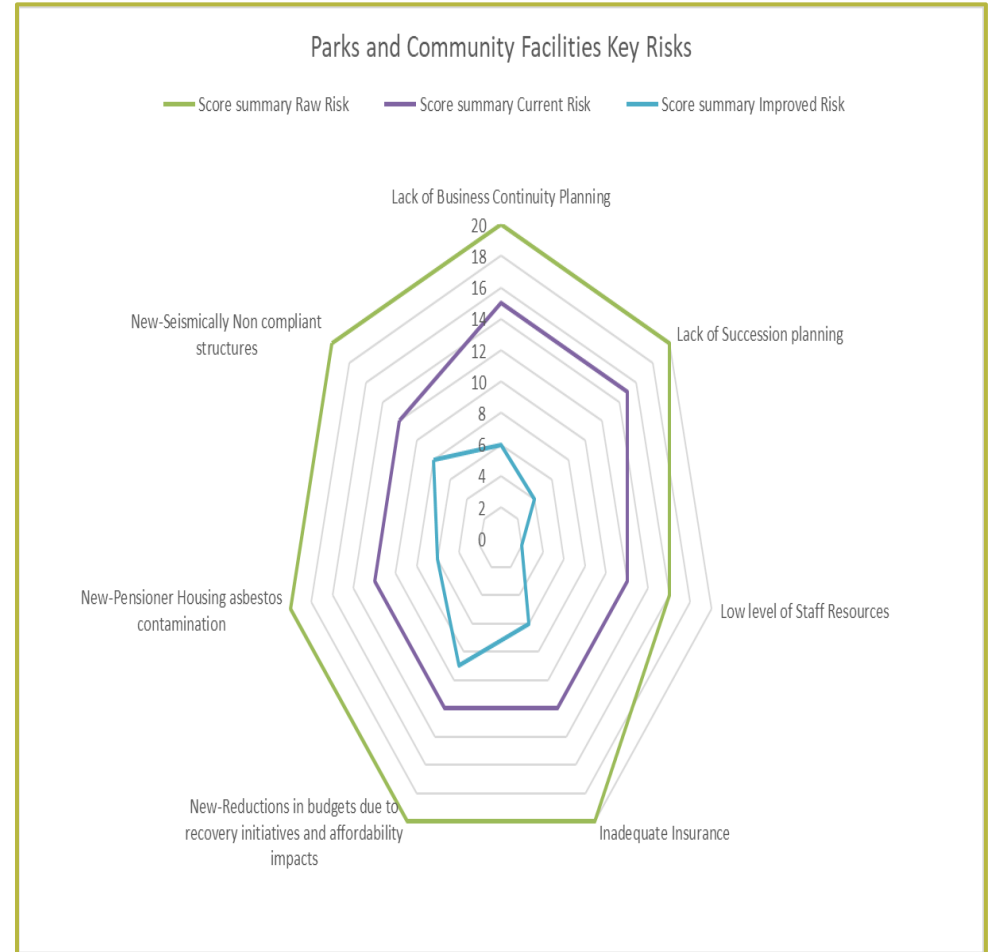 Parks and Community Facilities Key Risks
Score summary Raw Risk Score summary Current Risk Score summary Improved Risk
Lack of Business Continuity Planning
20
18
16
14
12
10
8
6
4
2
0
New-Seismically Non compliant
structures
Lack of Succession planning
New-Pensioner Housing asbestos
contamination
Low level of Staff Resources
New-Reductions in budgets due to
recovery initiatives and affordability
impacts
Inadequate Insurance